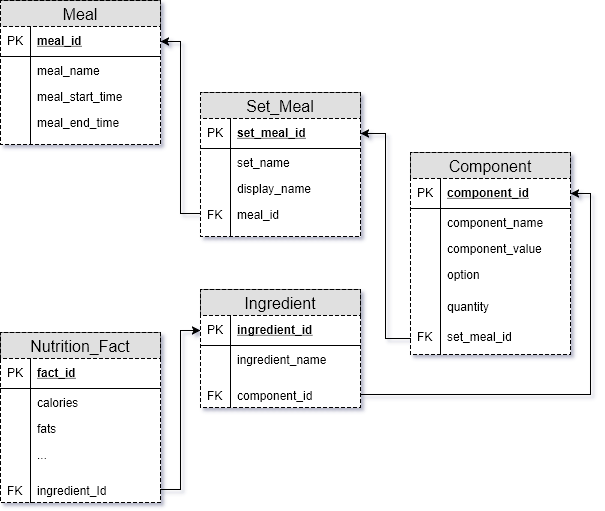 Meal
PK meal_id
meal_name
meal_start_time
meal_end_time
Set_Meal
PK set_meal_id
set_name
display_name
FK meal_id
Component
PK component_id
component_name
component_value
option
quantity
FK set_meal_id
Ingredient
PK ingredient_id
ingredient_name
FK component_id
Nutrition_Fact
PK fact_id
calories
fats
...
FK ingredient_Id